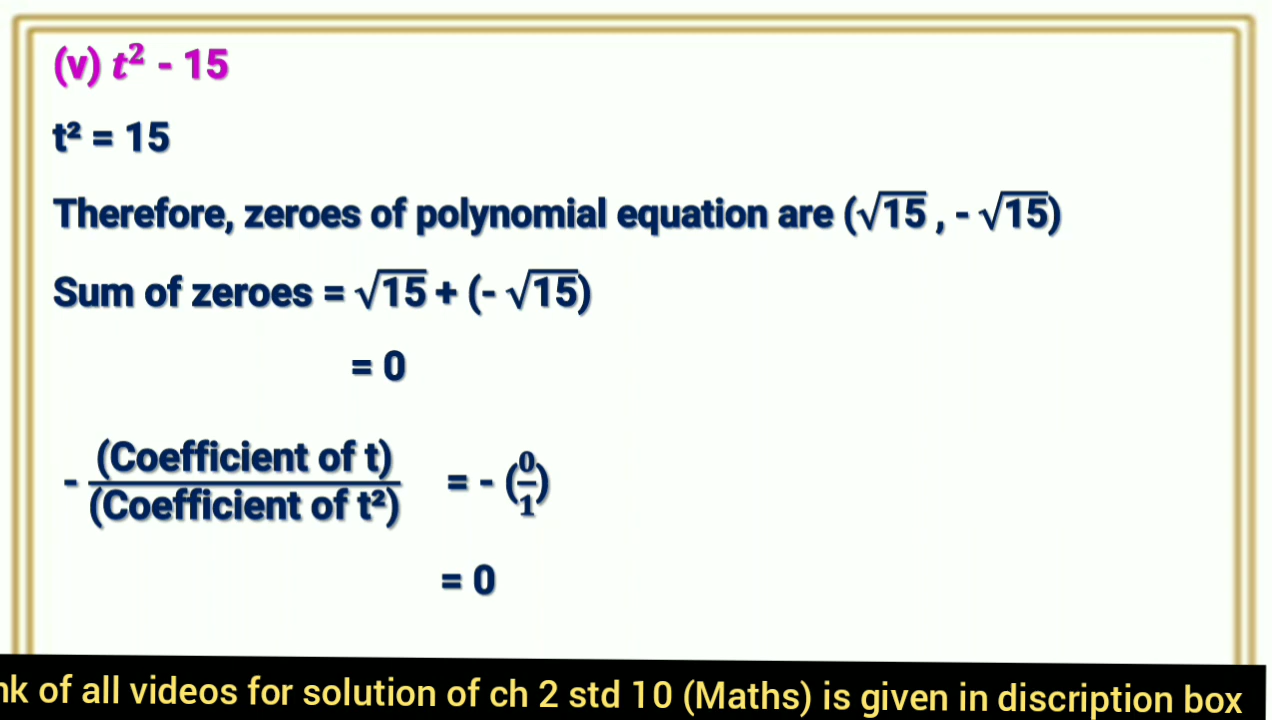 (v) t² - 15
t² = 15
Therefore, zeroes of polynomial equation are (√15 , - √15)
Sum of zeroes = √15 + (- √15)
= 0
- (Coefficient of t)/(Coefficient of t²) = - (0/1)
= 0
of all videos for solution of ch 2 std 10 (Maths) is given in discription box